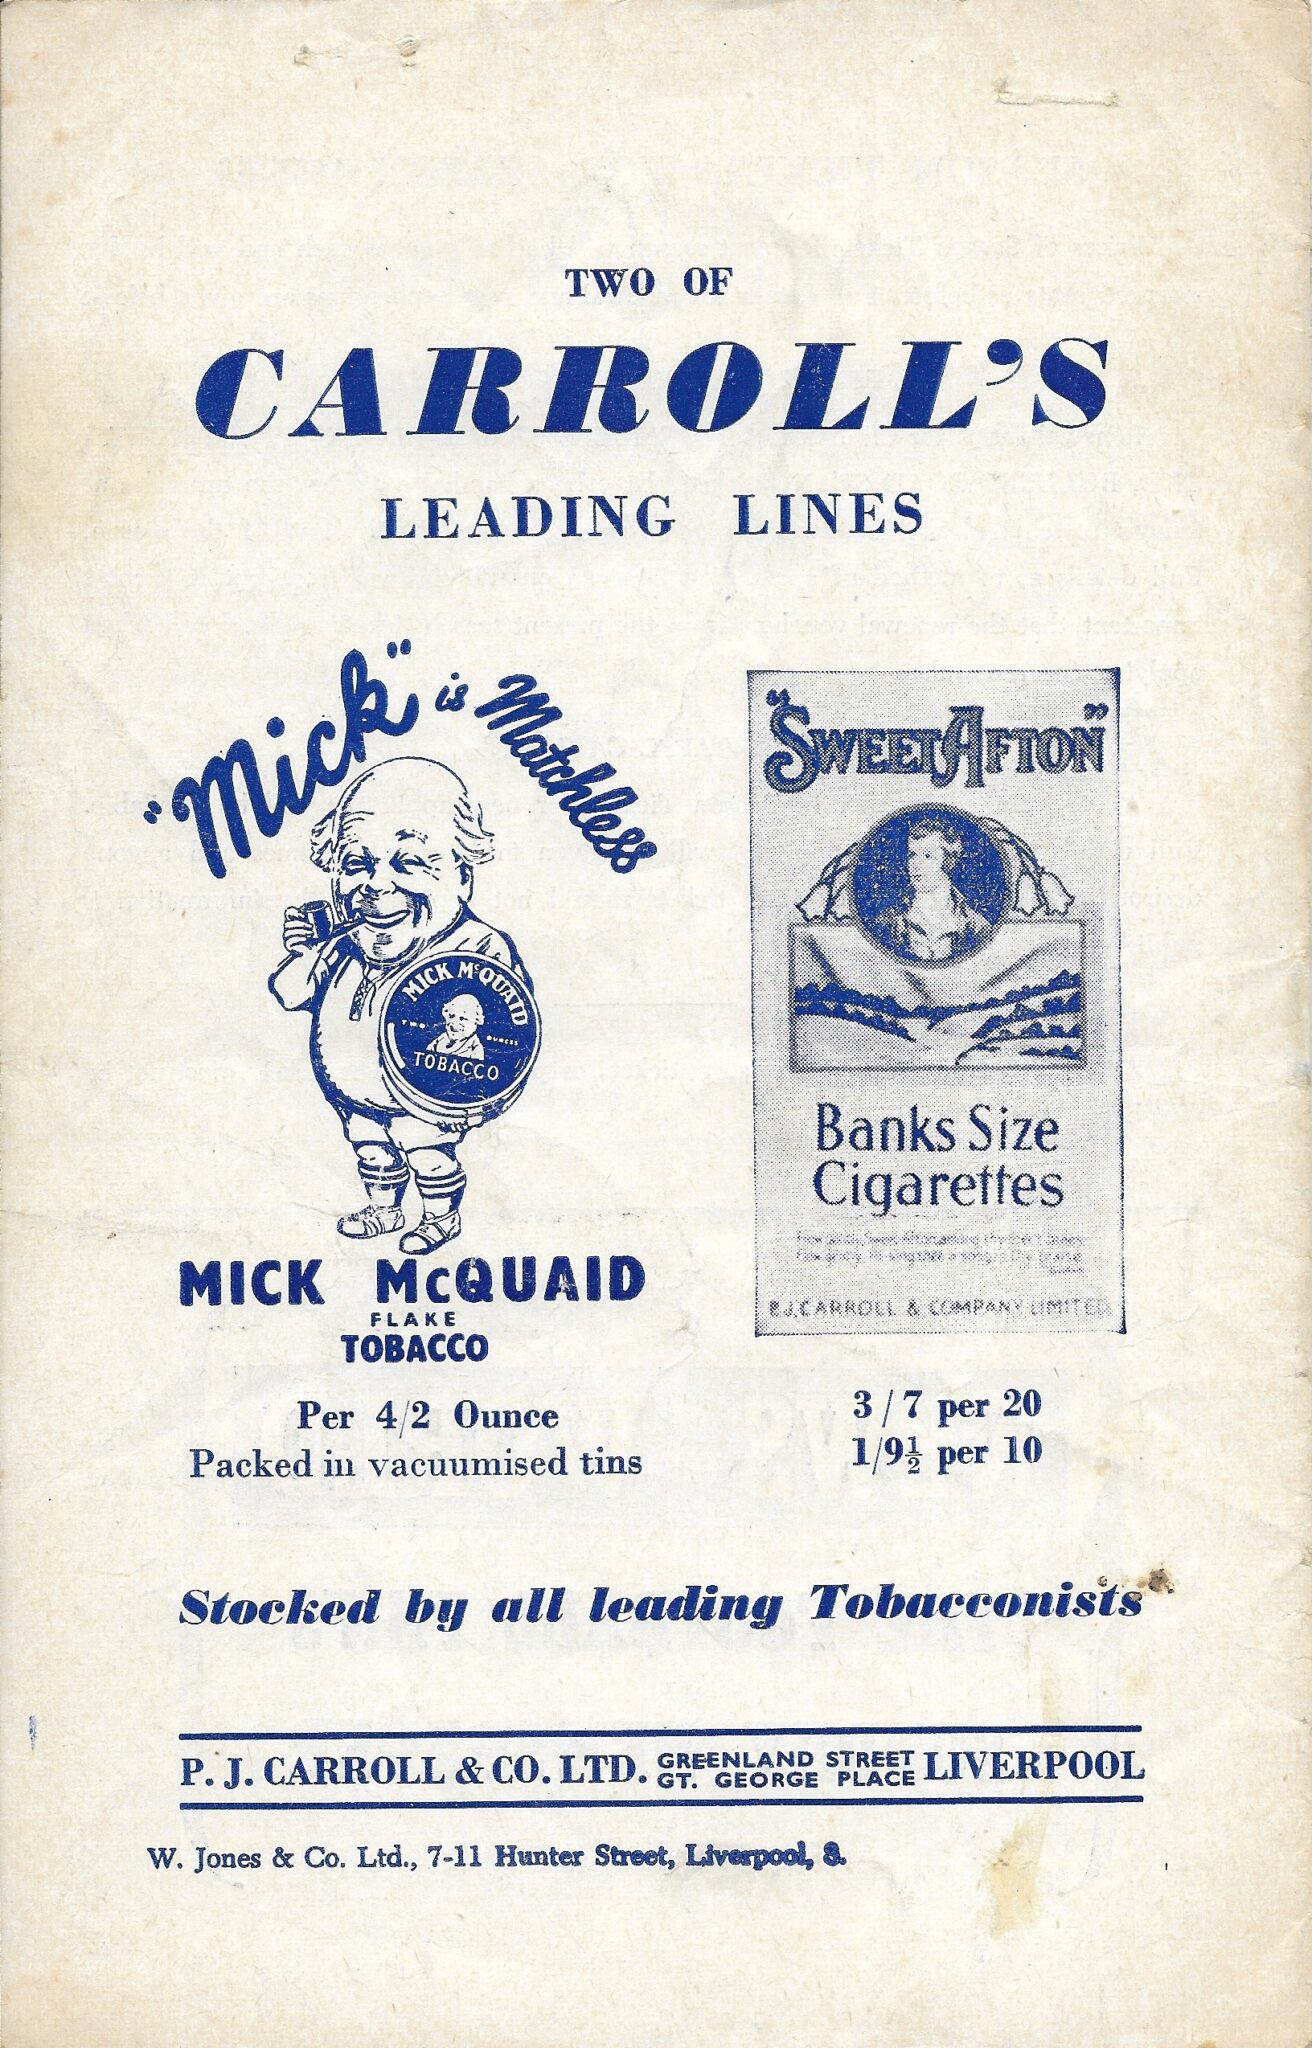 TWO OF
CARROLL'S
LEADING LINES
"Mick" is Matchless
MICK McQUAID
TWO OUNCES
TOBACCO
MICK McQUAID
FLAKE
TOBACCO
Per 4/2 Ounce
Packed in vacuumised tins
"SWEET AFTON"
Banks Size
Cigarettes
P.J. CARROLL & COMPANY LIMITED
3/7 per 20
1/9½ per 10
Stocked by all leading Tobacconists
P. J. CARROLL & CO. LTD. GREENLAND STREET GT. GEORGE PLACE LIVERPOOL
W. Jones & Co. Ltd., 7-11 Hunter Street, Liverpool, 3.